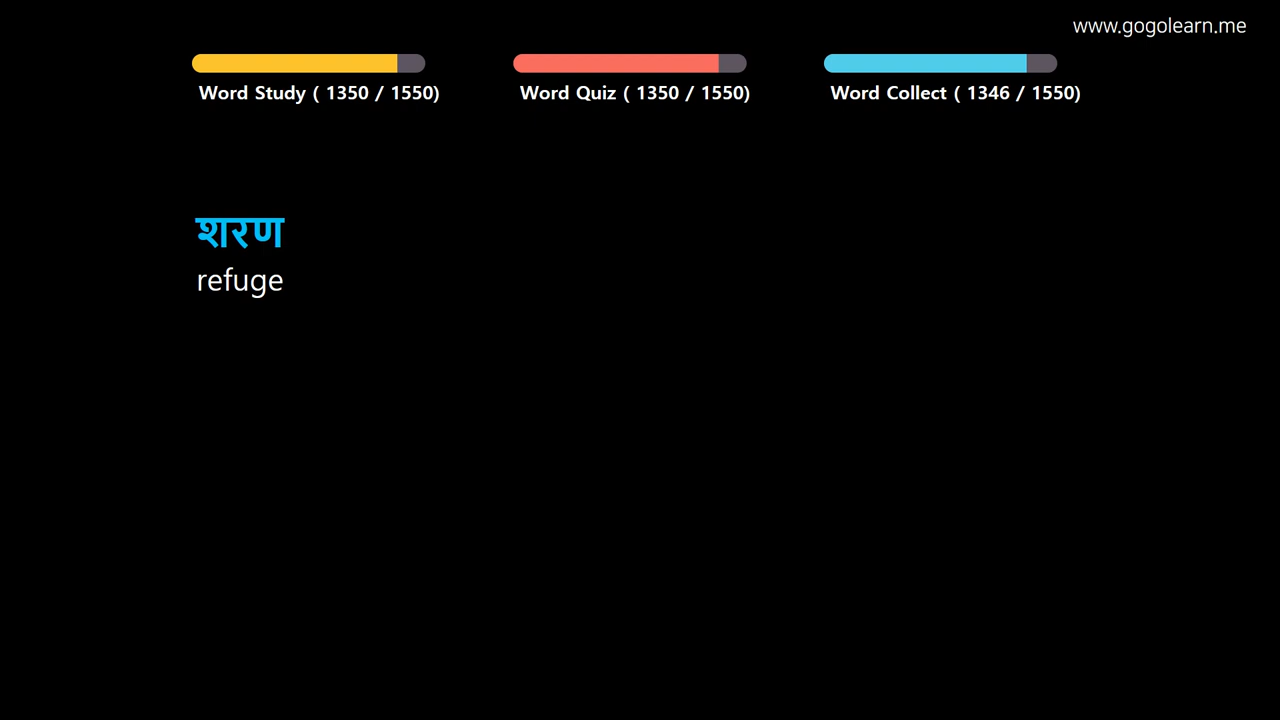 www.gogolearn.me
Word Study ( 1350 / 1550)
Word Quiz ( 1350 / 1550)
Word Collect ( 1346 / 1550)
शरण
refuge